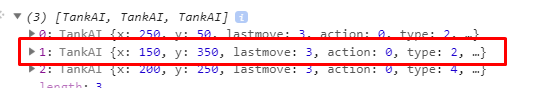 (3) [TankAI, TankAI, TankAI] i
0: TankAI {x: 250, y: 50, lastmove: 3, action: 0, type: 2, …}
1: TankAI {x: 150, y: 350, lastmove: 3, action: 0, type: 2, …}
2: TankAI {x: 200, y: 250, lastmove: 3, action: 0, type: 4, …}
length: 3